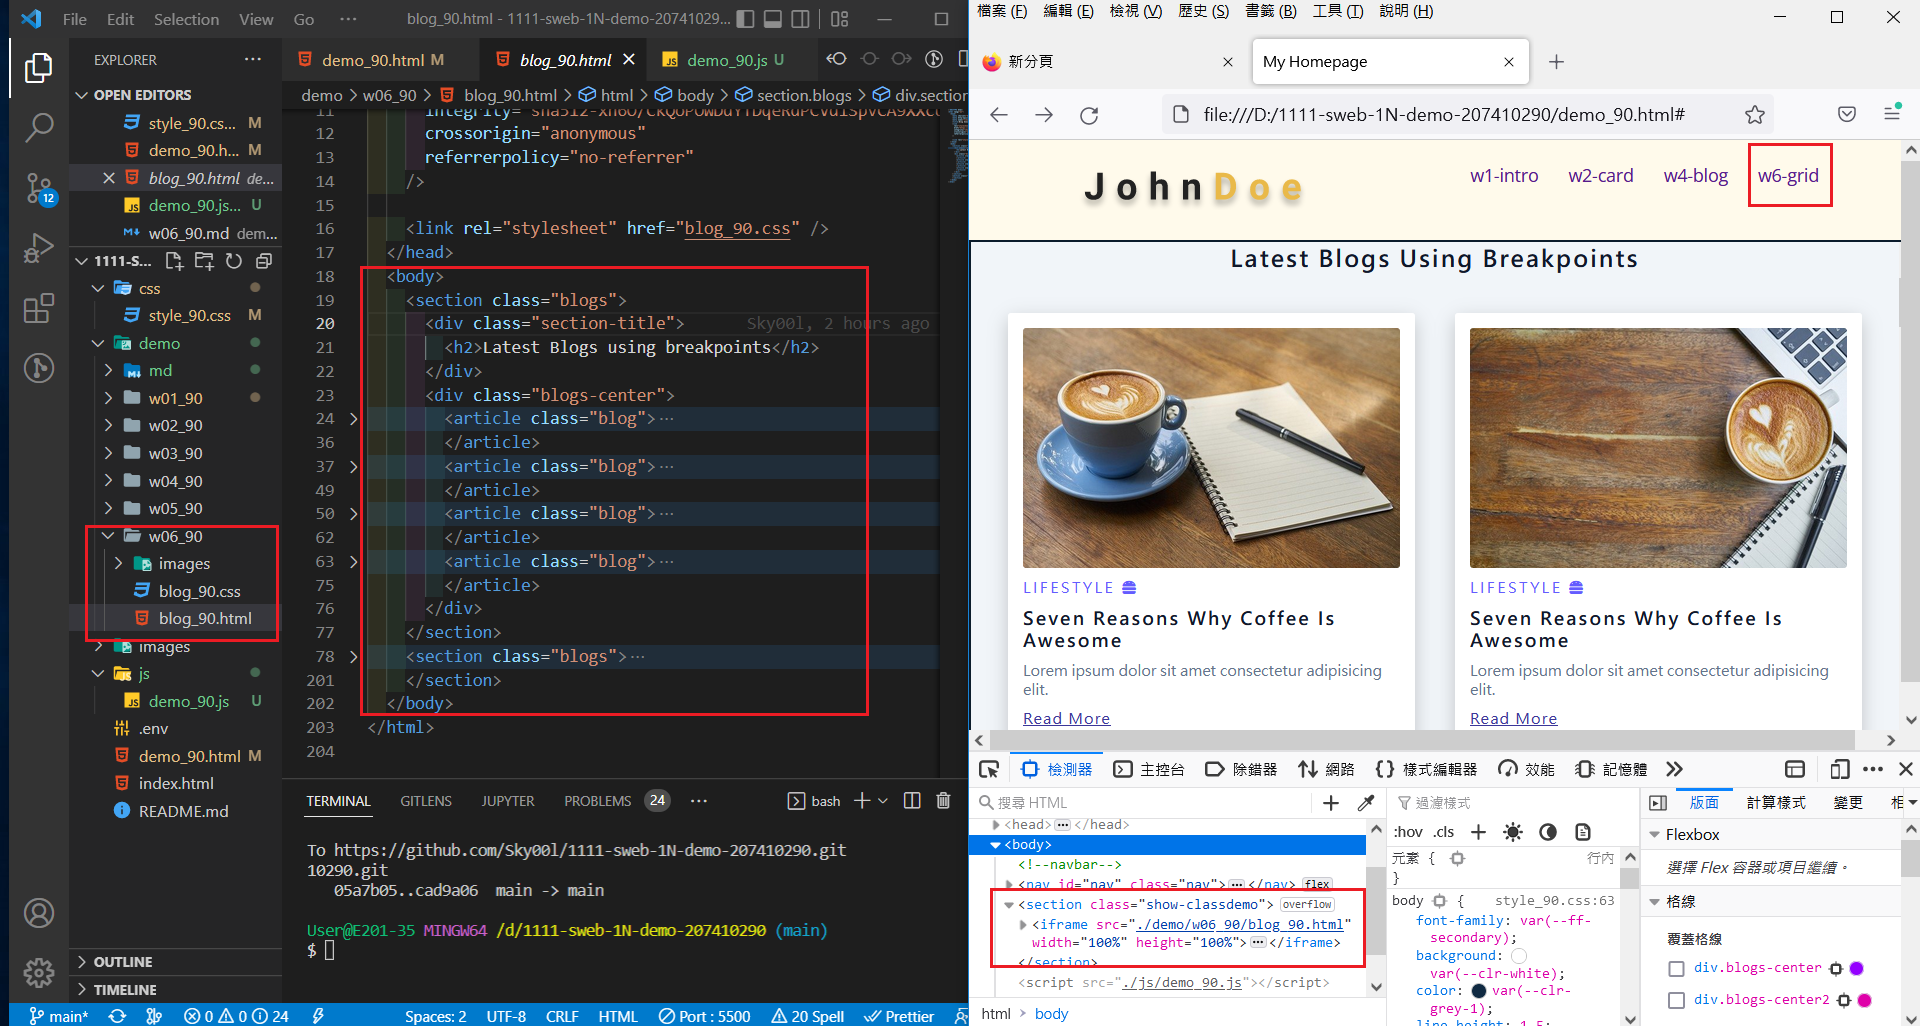 File Edit Selection View Go ··· blog_90.html - 1111-sweb-1N-demo-20741029...
EXPLORER ···
OPEN EDITORS
style_90.cs... M
demo_90.h... M
blog_90.html de...
demo_90.js... U
w06_90.md dem...
1111-S...
css
style_90.css M
demo
md
w01_90
w02_90
w03_90
w04_90
w05_90
w06_90
images
blog_90.css
blog_90.html
images
js
demo_90.js U
.env
demo_90.html M
index.html
README.md
OUTLINE
TIMELINE
12
demo_90.html M
blog_90.html
demo_90.js U
demo > w06_90 > blog_90.html > html > body > section.blogs > div.section
12 crossorigin="anonymous"
13 referrerpolicy="no-referrer"
14 />
15
16 <link rel="stylesheet" href="blog_90.css" />
17 </head>
18 <body>
19 <section class="blogs">
20 <div class="section-title"> Sky00l, 2 hours ago
21 <h2>Latest Blogs using breakpoints</h2>
22 </div>
23 <div class="blogs-center">
24 <article class="blog"> ···
36 </article>
37 <article class="blog"> ···
49 </article>
50 <article class="blog"> ···
62 </article>
63 <article class="blog"> ···
75 </article>
76 </div>
77 </section>
78 <section class="blogs"> ···
201 </section>
202 </body>
203 </html>
204
TERMINAL GITLENS JUPYTER PROBLEMS 24 ··· bash
To https://github.com/Sky00l/1111-sweb-1N-demo-207410290.git
10290.git
05a7b05..cad9a06 main -> main
User@E201-35 MINGW64 /d/1111-sweb-1N-demo-207410290 (main)
$
main* 0 0 24 Spaces: 2 UTF-8 CRLF HTML Port : 5500 20 Spell Prettier
檔案 (F) 編輯 (E) 檢視 (V) 歷史 (S) 書籤 (B) 工具 (T) 說明 (H)
新分頁
My Homepage
file:///D:/1111-sweb-1N-demo-207410290/demo_90.html#
JohnDoe
w1-intro w2-card w4-blog w6-grid
Latest Blogs Using Breakpoints
LIFESTYLE
Seven Reasons Why Coffee Is
Awesome
Lorem ipsum dolor sit amet consectetur adipisicing
elit.
Read More
LIFESTYLE
Seven Reasons Why Coffee Is
Awesome
Lorem ipsum dolor sit amet consectetur adipisicing
elit.
Read More
檢測器 主控台 除錯器 網路 樣式編輯器 效能 記憶體
搜尋 HTML
<head> ··· </head>
<body>
<!--navbar-->
<nav id="nav" class="nav"> ··· </nav> flex
<section class="show-classdemo"> overflow
<iframe src="./demo/w06_90/blog_90.html"
width="100%" height="100%"> ··· </iframe>
</section>
<script src="./js/demo_90.js"></script>
html > body
過濾樣式
:hov .cls
元素 { 行內
}
body { style_90.css:63
font-family: var(--ff-
secondary);
background:
var(--clr-white);
color: var(--clr-
grey-1);
line-height: 1.5;
版面 計算樣式 變更 相
Flexbox
選擇 Flex 容器或項目繼續。
格線
覆蓋格線
div.blogs-center
div.blogs-center2